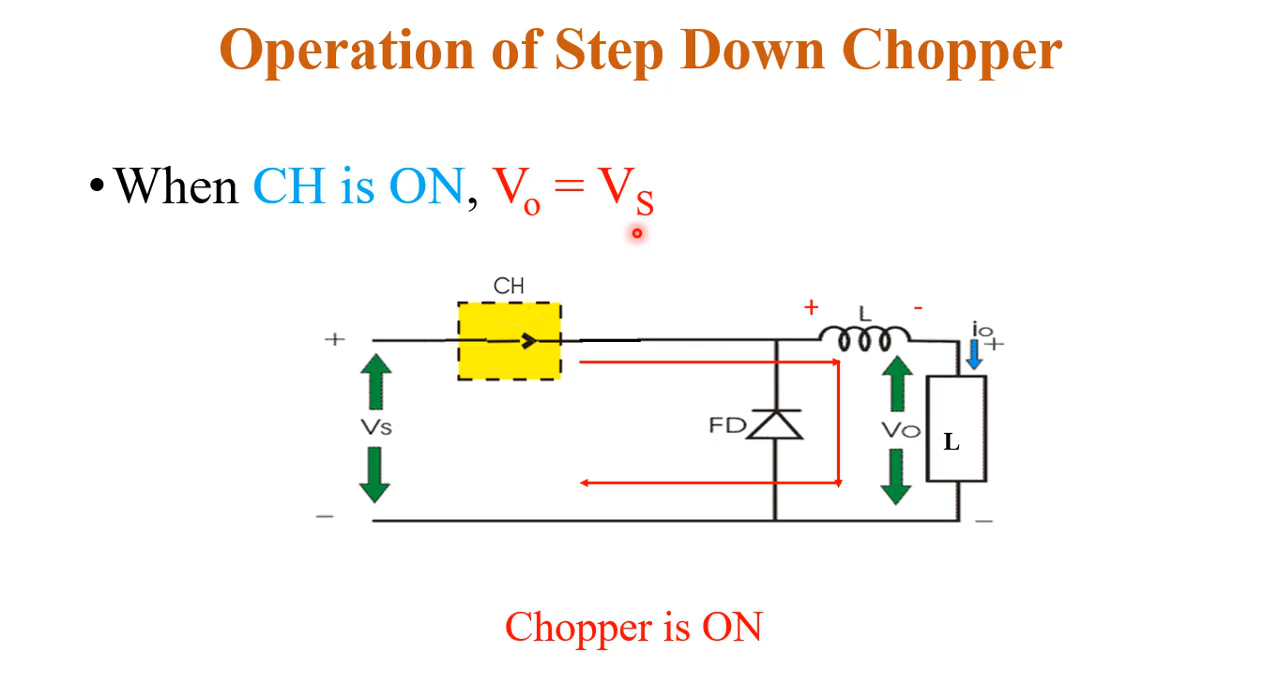 Operation of Step Down Chopper
• When CH is ON, Vo = VS
CH
+ -
L
io
+ +
Vs
FD
VO
L
– –
Chopper is ON